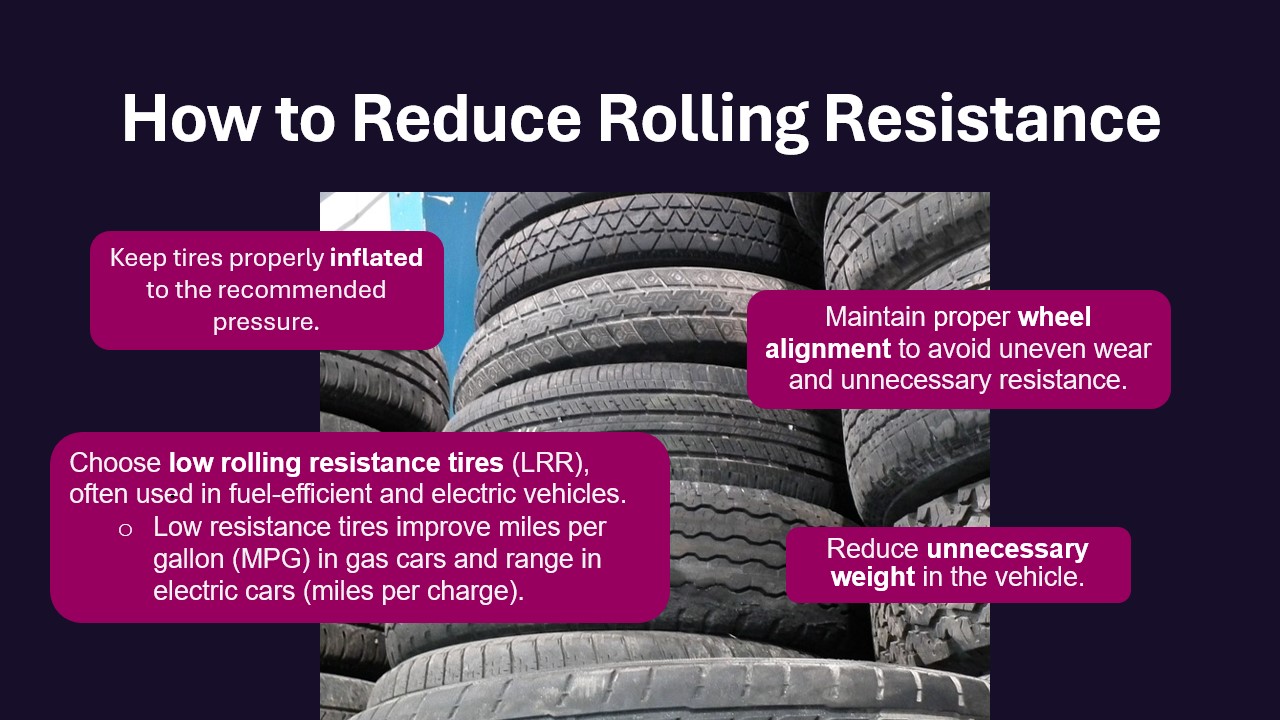 How to Reduce Rolling Resistance
Keep tires properly inflated
to the recommended
pressure.
Maintain proper wheel
alignment to avoid uneven wear
and unnecessary resistance.
Choose low rolling resistance tires (LRR),
often used in fuel-efficient and electric vehicles.
o Low resistance tires improve miles per
gallon (MPG) in gas cars and range in
electric cars (miles per charge).
Reduce unnecessary
weight in the vehicle.